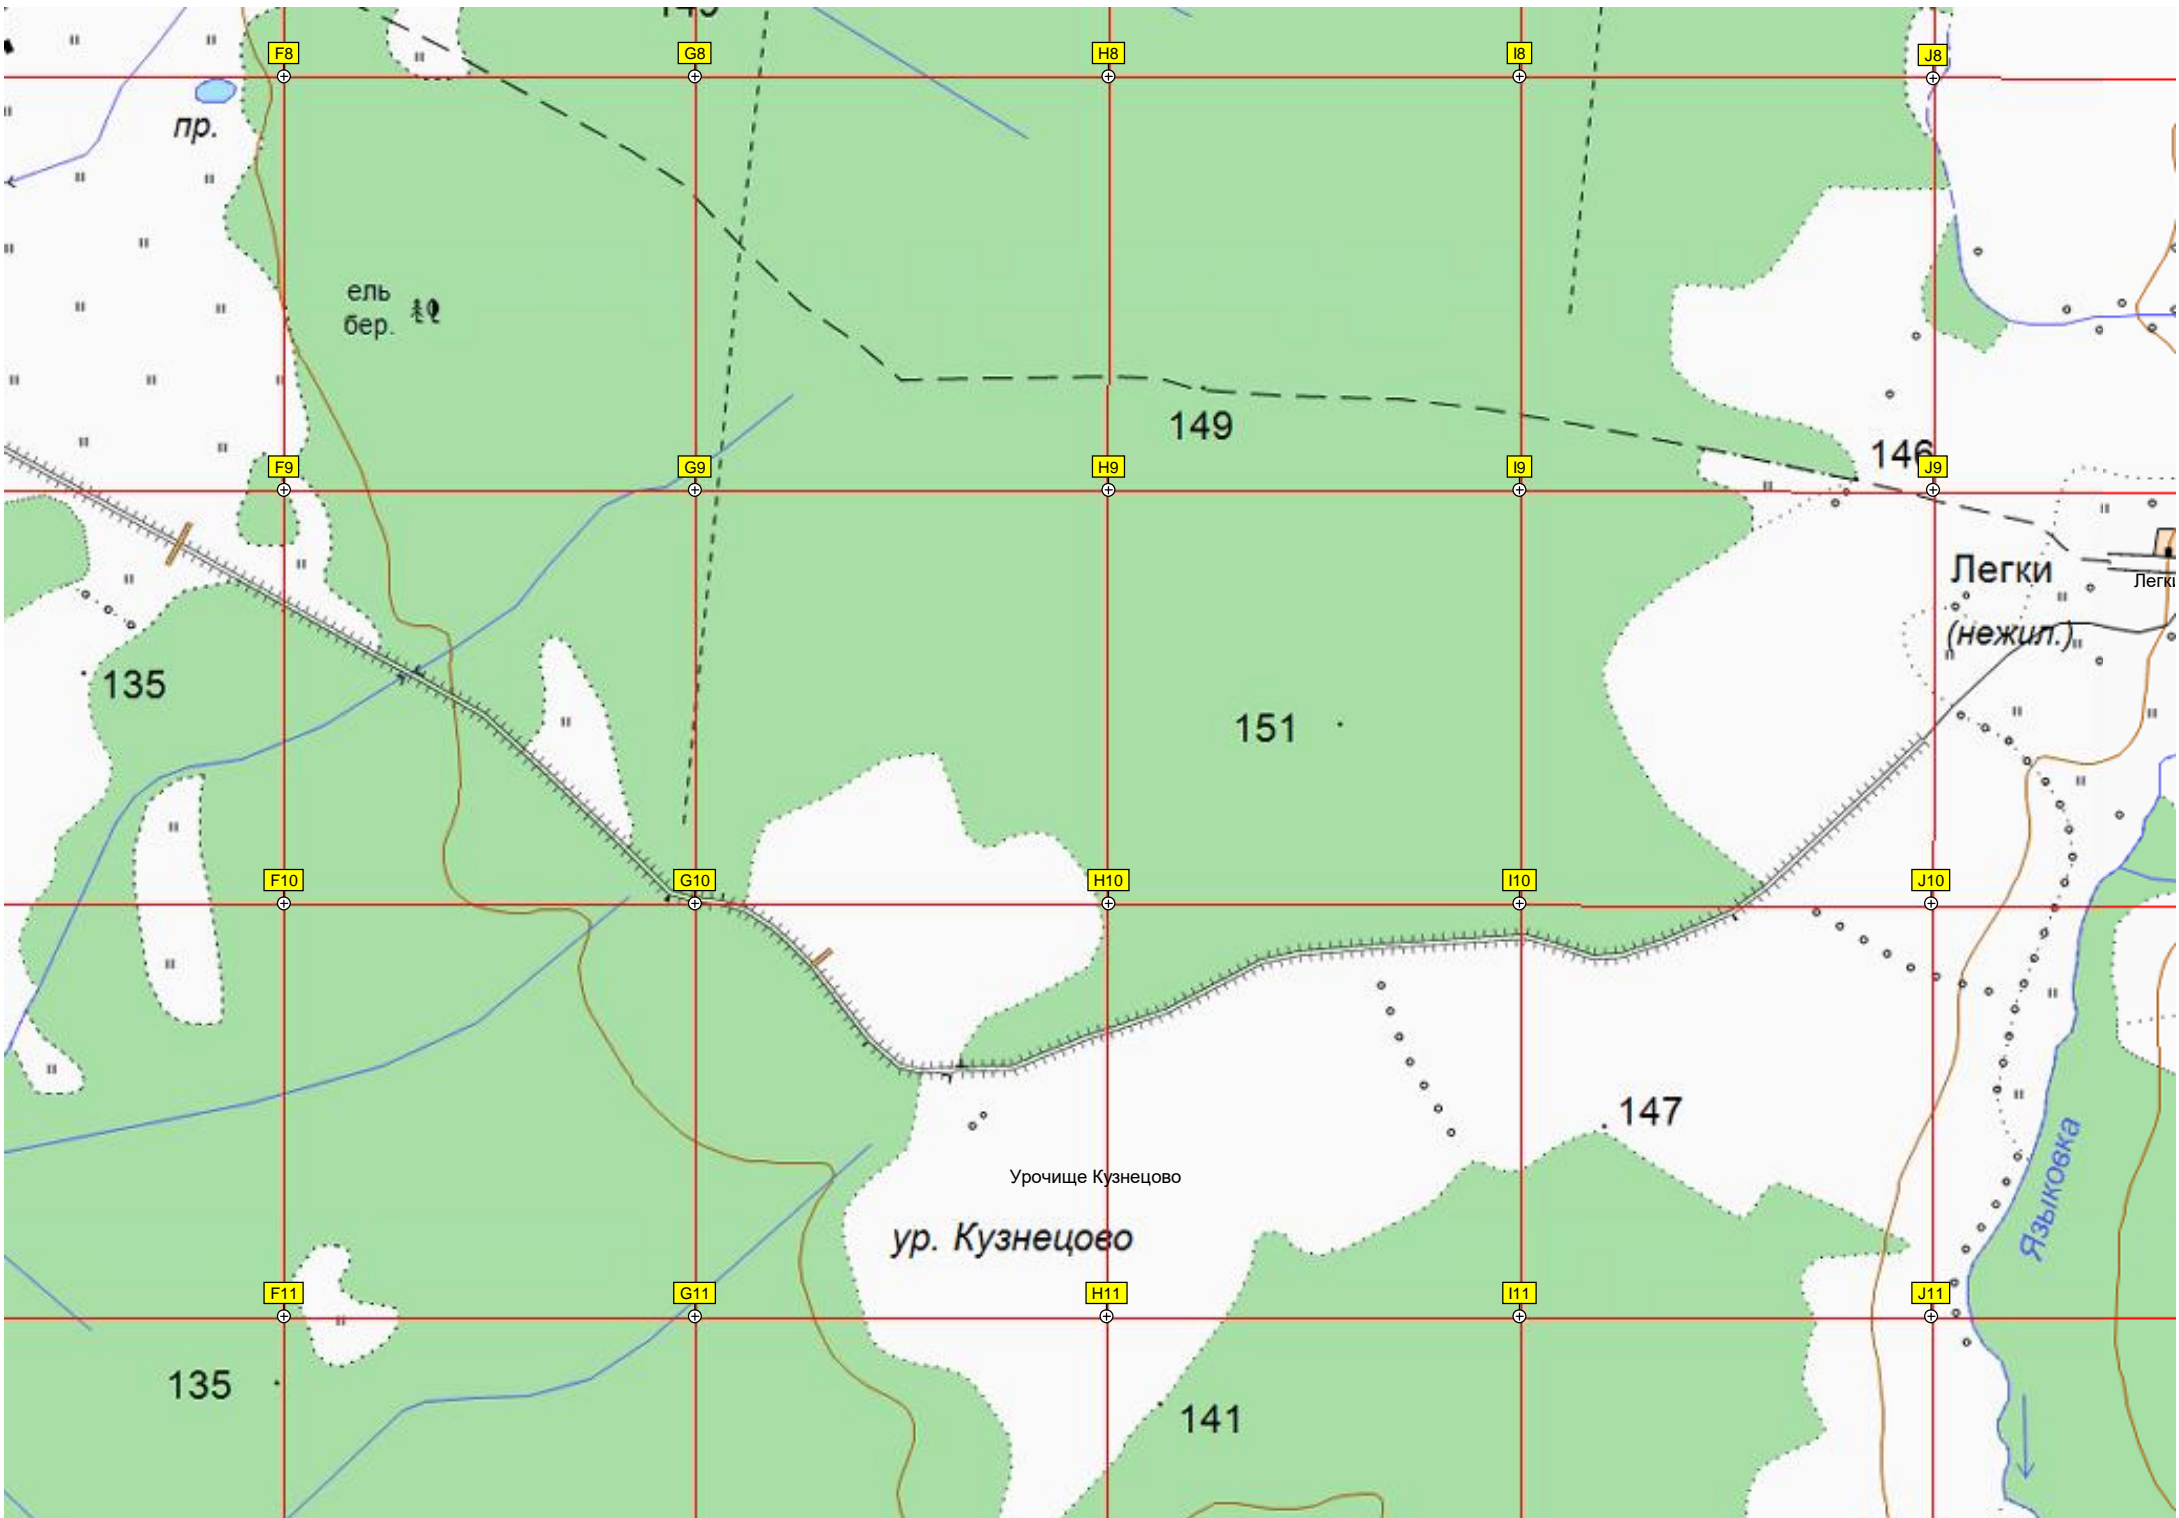 F8
G8
H8
I8
J8
пр.
ель
бер.
149
146
F9
G9
H9
I9
J9
Легки
Легки
(нежил.)
135
151
F10
G10
H10
I10
J10
147
Урочище Кузнецово
ур. Кузнецово
Языковка
F11
G11
H11
I11
J11
135
141